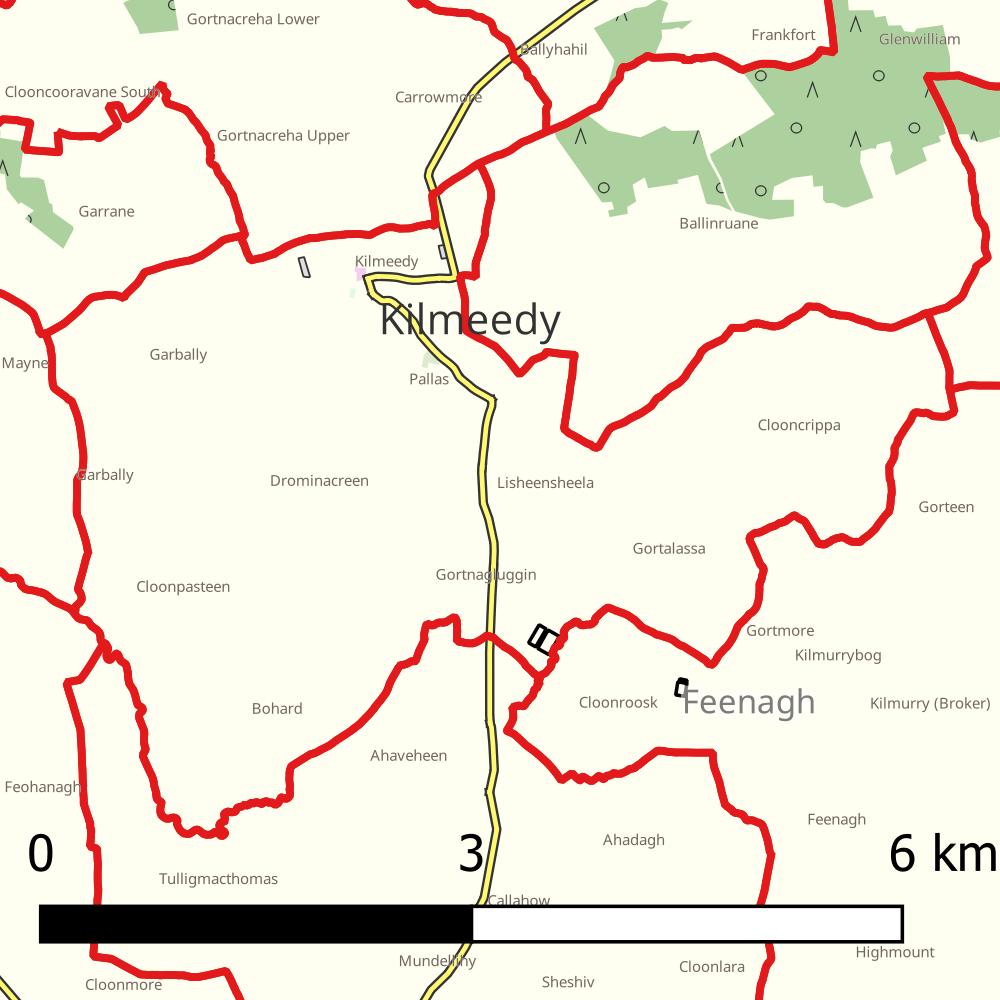 Gortnacreha Lower
Frankfort
Glenwilliam
Ballyhahil
Clooncooravane South
Carrowmore
Gortnacreha Upper
Garrane
Ballinruane
Kilmeedy
Kilmeedy
Garbally
Mayne
Pallas
Clooncrippa
Garbally
Drominacreen
Lisheensheela
Gorteen
Gortalassa
Gortnagluggin
Cloonpasteen
Gortmore
Kilmurrybog
Bohard
Cloonroosk
Feenagh
Kilmurry (Broker)
Ahaveheen
Feohanagh
Feenagh
Ahadagh
0 3 6 km
Tulligmacthomas
Callahow
Highmount
Mundellihy
Cloonlara
Cloonmore
Sheshiv